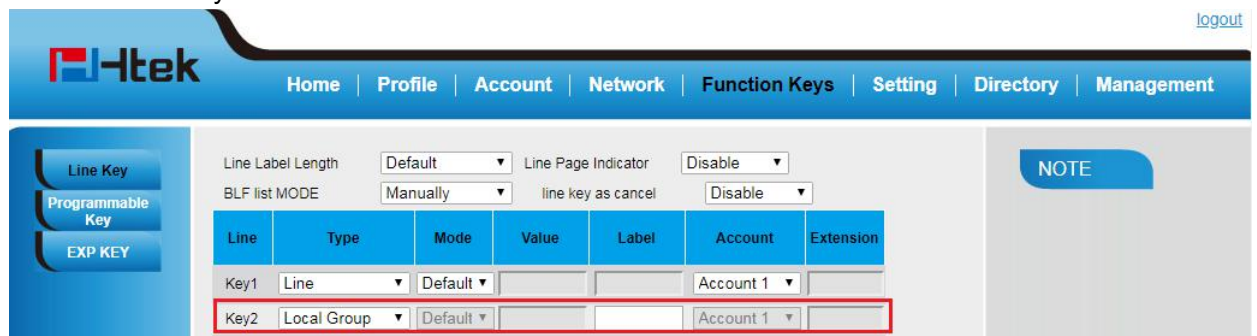 logout
Htek
Home | Profile | Account | Network | Function Keys | Setting | Directory | Management
Line Key
Programmable Key
EXP KEY
Line Label Length Default Line Page Indicator Disable
BLF list MODE Manually line key as cancel Disable
NOTE
Line Type Mode Value Label Account Extension
Key1 Line Default Account 1
Key2 Local Group Default Account 1